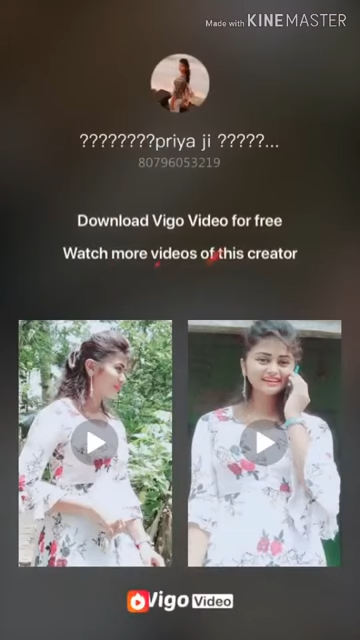 Made with KINEMASTER
????????priya ji ?????...
80796053219
Download Vigo Video for free
Watch more videos of this creator
Vigo Video